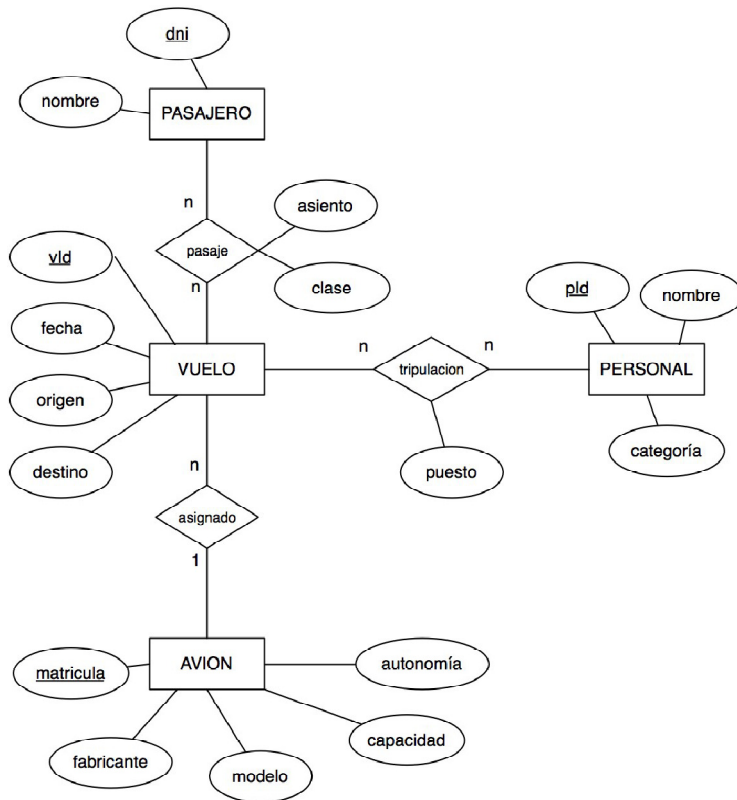 dni
nombre
PASAJERO
n
asiento
pasaje
vId
clase
n
pId
nombre
fecha
n
n
VUELO
tripulacion
PERSONAL
origen
categoría
destino
n
puesto
asignado
1
matricula
AVION
autonomía
capacidad
fabricante
modelo